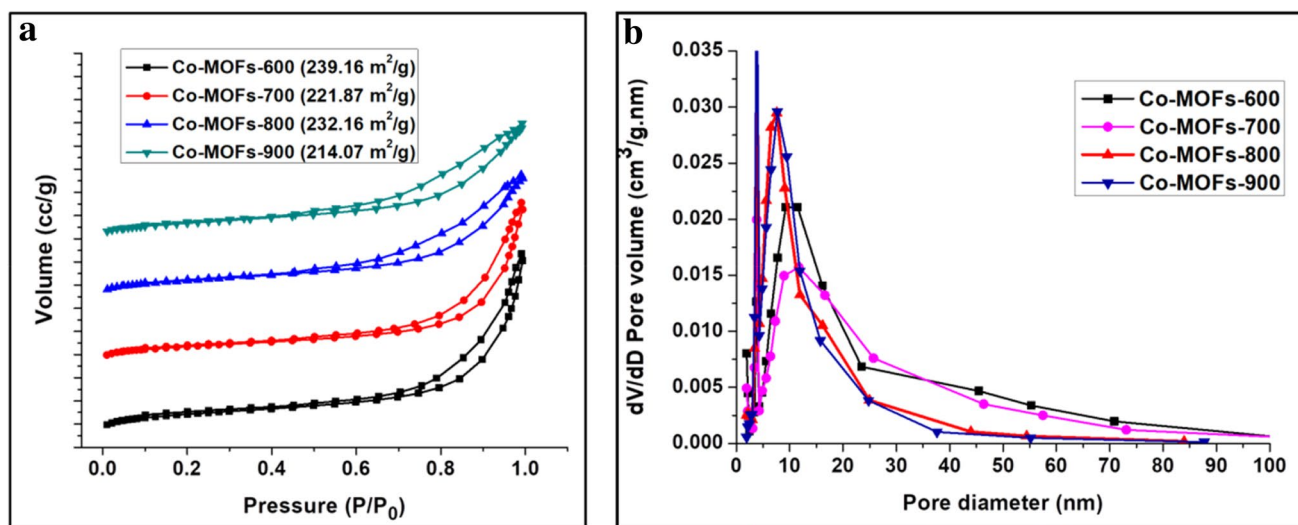 a
Co-MOFs-600 (239.16 m²/g)
Co-MOFs-700 (221.87 m²/g)
Co-MOFs-800 (232.16 m²/g)
Co-MOFs-900 (214.07 m²/g)
Volume (cc/g)
0.0 0.2 0.4 0.6 0.8 1.0
Pressure (P/P₀)
b
Co-MOFs-600
Co-MOFs-700
Co-MOFs-800
Co-MOFs-900
dV/dD Pore volume (cm³/g.nm)
0.035
0.030
0.025
0.020
0.015
0.010
0.005
0.000
0 10 20 30 40 50 60 70 80 90 100
Pore diameter (nm)